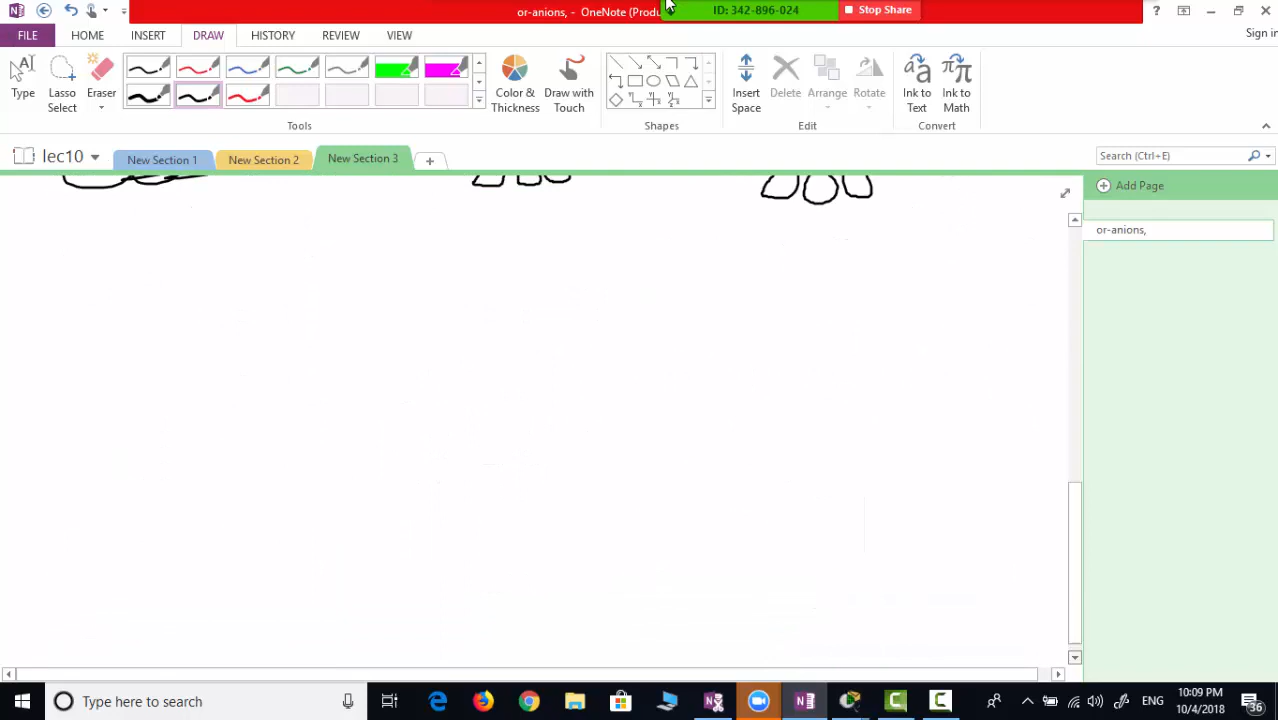 or-anions, - OneNote (Produ
ID: 342-896-024
Stop Share
?
Sign in
FILE
HOME
INSERT
DRAW
HISTORY
REVIEW
VIEW
Type
Lasso
Select
Eraser
Color &
Thickness
Draw with
Touch
Insert
Space
Delete
Arrange
Rotate
Ink to
Text
Ink to
Math
Tools
Shapes
Edit
Convert
lec10
New Section 1
New Section 2
New Section 3
Search (Ctrl+E)
Add Page
or-anions,
Type here to search
ENG
10:09 PM
10/4/2018
36